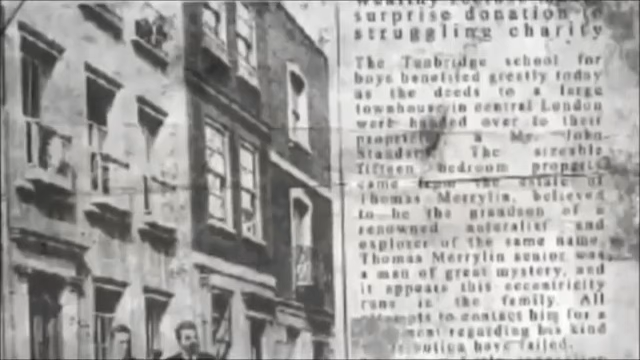 surprise donation to
struggling charity
The Tunbridge school for
boys benefited greatly today
as the deeds to a large
townhouse in central London
were handed over to their
a Mr. John
The sizeable
fifteen bedroom property
came from the estate of
Thomas Merrylin, believed
to be the grandson of a
renowned naturalist and
explorer of the same name.
Thomas Merrylin senior was
a man of great mystery, and
it appears this eccentricity
runs in the family. All
to contact him for a
regarding his kind
have failed.